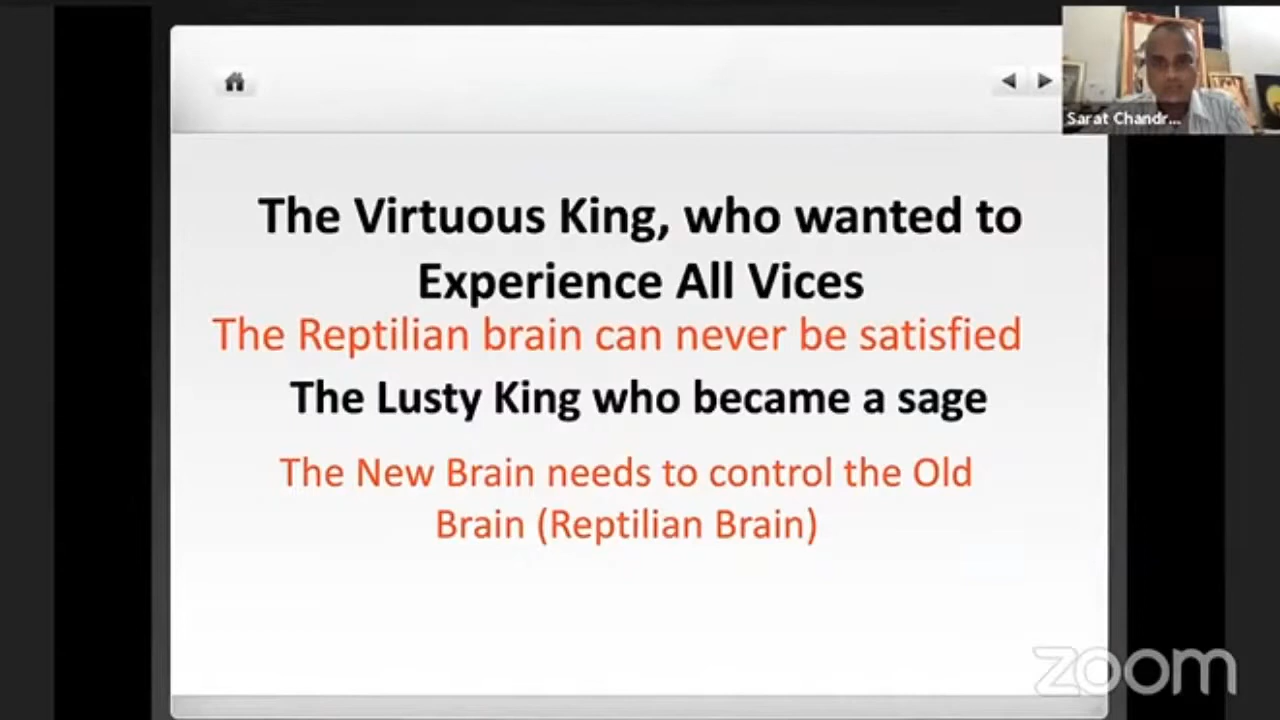 Sarat Chandr...
The Virtuous King, who wanted to
Experience All Vices
The Reptilian brain can never be satisfied
The Lusty King who became a sage
The New Brain needs to control the Old
Brain (Reptilian Brain)
zoom